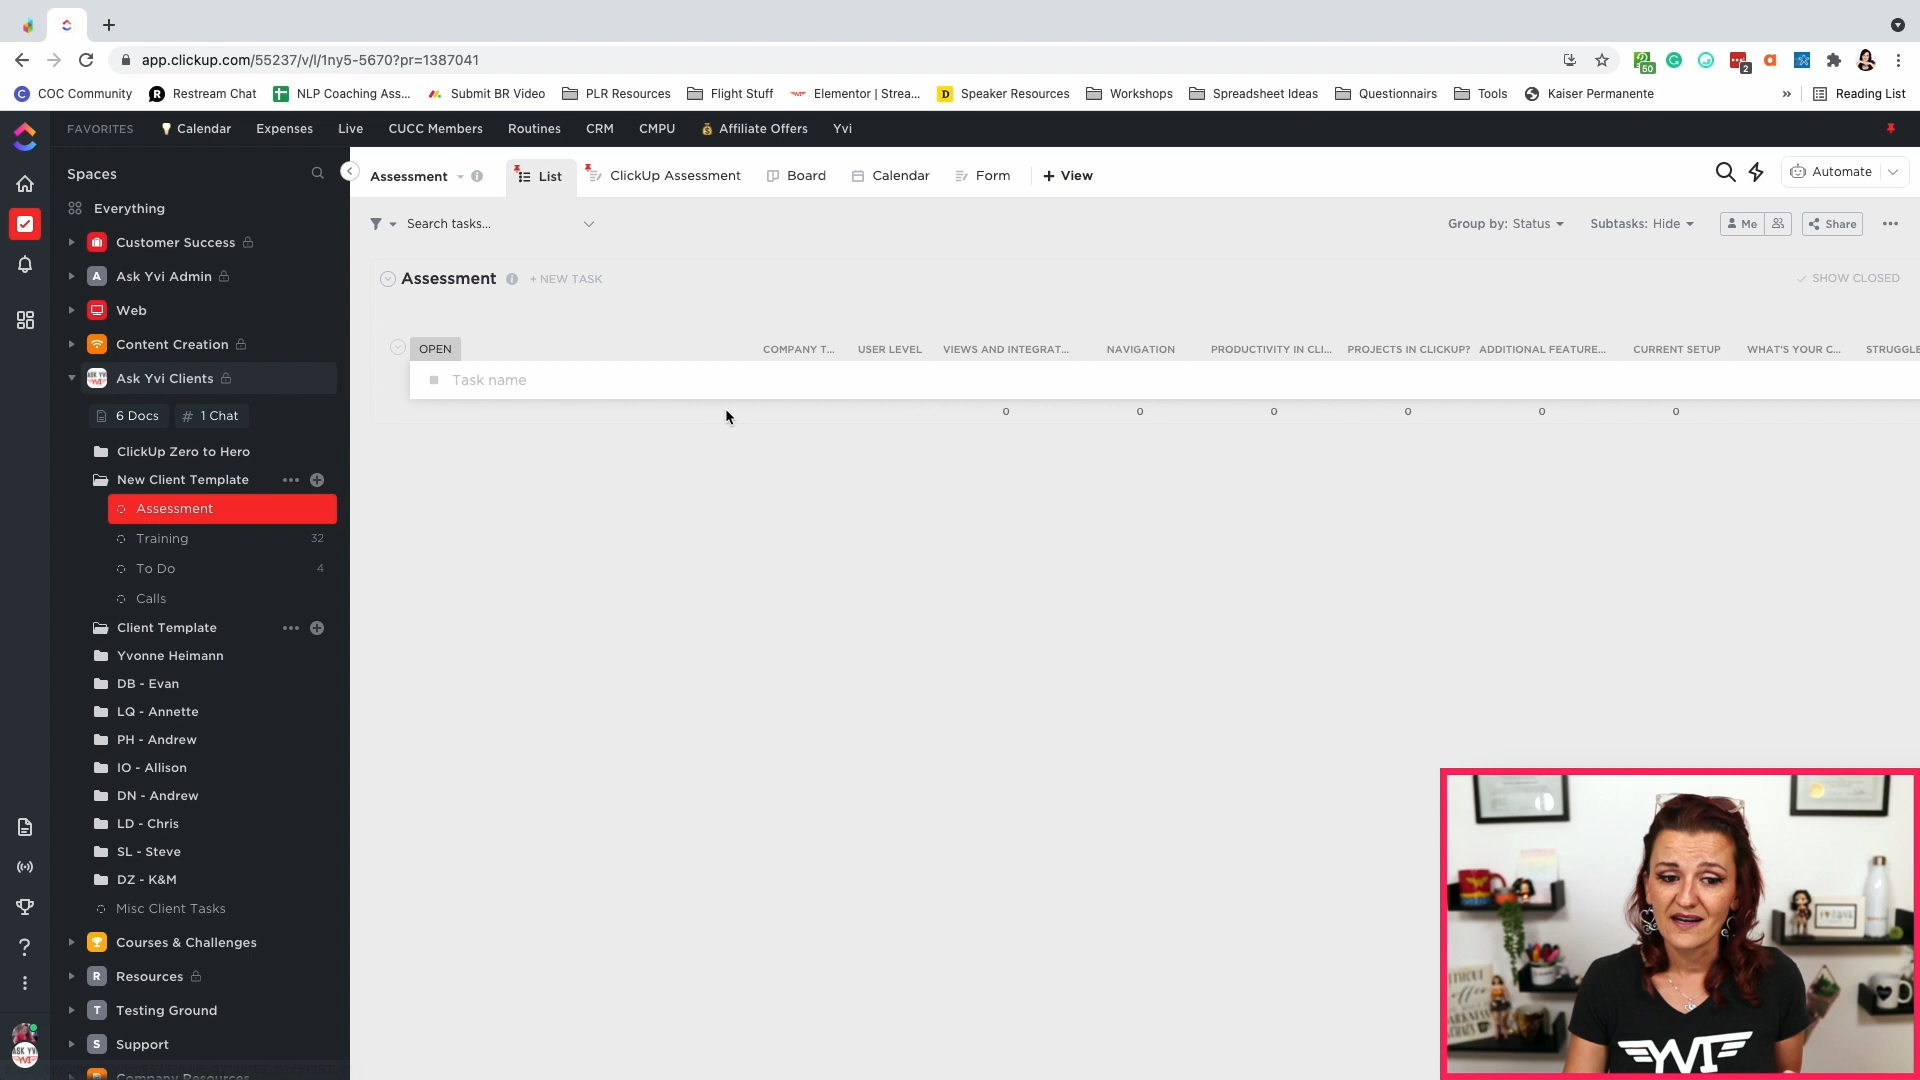 app.clickup.com/55237/v/l/1ny5-5670?pr=1387041
50
2
COC Community
Restream Chat
NLP Coaching Ass...
Submit BR Video
PLR Resources
Flight Stuff
Elementor | Strea...
Speaker Resources
Workshops
Spreadsheet Ideas
Questionnairs
Tools
Kaiser Permanente
»
Reading List
FAVORITES
Calendar
Expenses
Live
CUCC Members
Routines
CRM
CMPU
Affiliate Offers
Yvi
Spaces
Everything
Customer Success
A Ask Yvi Admin
Web
Content Creation
Ask Yvi Clients
6 Docs
# 1 Chat
ClickUp Zero to Hero
New Client Template
Assessment
Training 32
To Do 4
Calls
Client Template
Yvonne Heimann
DB - Evan
LQ - Annette
PH - Andrew
IO - Allison
DN - Andrew
LD - Chris
SL - Steve
DZ - K&M
Misc Client Tasks
Courses & Challenges
R Resources
T Testing Ground
S Support
Company Resources
ASK YVI
Assessment
List
ClickUp Assessment
Board
Calendar
Form
+ View
Automate
Search tasks...
Group by: Status
Subtasks: Hide
Me
Share
Assessment
+ NEW TASK
SHOW CLOSED
OPEN
COMPANY T...
USER LEVEL
VIEWS AND INTEGRAT...
NAVIGATION
PRODUCTIVITY IN CLI...
PROJECTS IN CLICKUP?
ADDITIONAL FEATURE...
CURRENT SETUP
WHAT'S YOUR C...
STRUGGLE
Task name
0 0 0 0 0 0
YVI